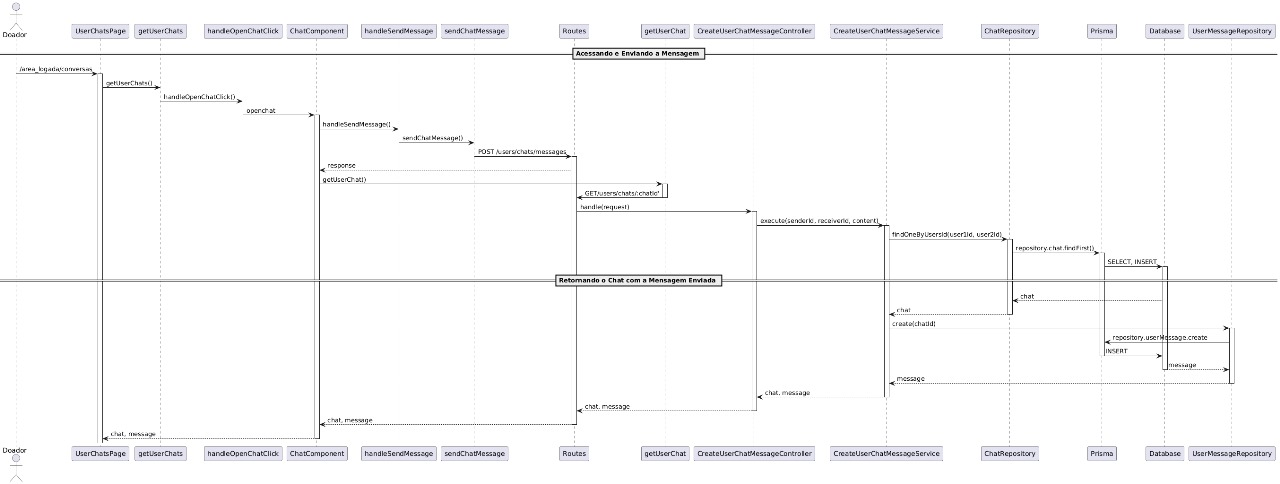 Doador
UserChatsPage getUserChats handleOpenChatClick ChatComponent handleSendMessage sendChatMessage Routes getUserChat CreateUserChatMessageController CreateUserChatMessageService ChatRepository Prisma Database UserMessageRepository
Acessando e Enviando a Mensagem
/area_logada/conversas
getUserChats()
handleOpenChatClick()
openchat
handleSendMessage()
sendChatMessage()
POST /users/chats/messages
response
getUserChat()
GET/users/chats/:chatId'
handle(request)
execute(senderId, receiverId, content)
findOneByUsersId(user1Id, user2Id)
repository.chat.findFirst()
SELECT, INSERT
Retornando o Chat com a Mensagem Enviada
chat
chat
create(chatId)
repository.userMessage.create
INSERT
message
message
chat, message
chat, message
chat, message
chat, message
Doador
UserChatsPage getUserChats handleOpenChatClick ChatComponent handleSendMessage sendChatMessage Routes getUserChat CreateUserChatMessageController CreateUserChatMessageService ChatRepository Prisma Database UserMessageRepository